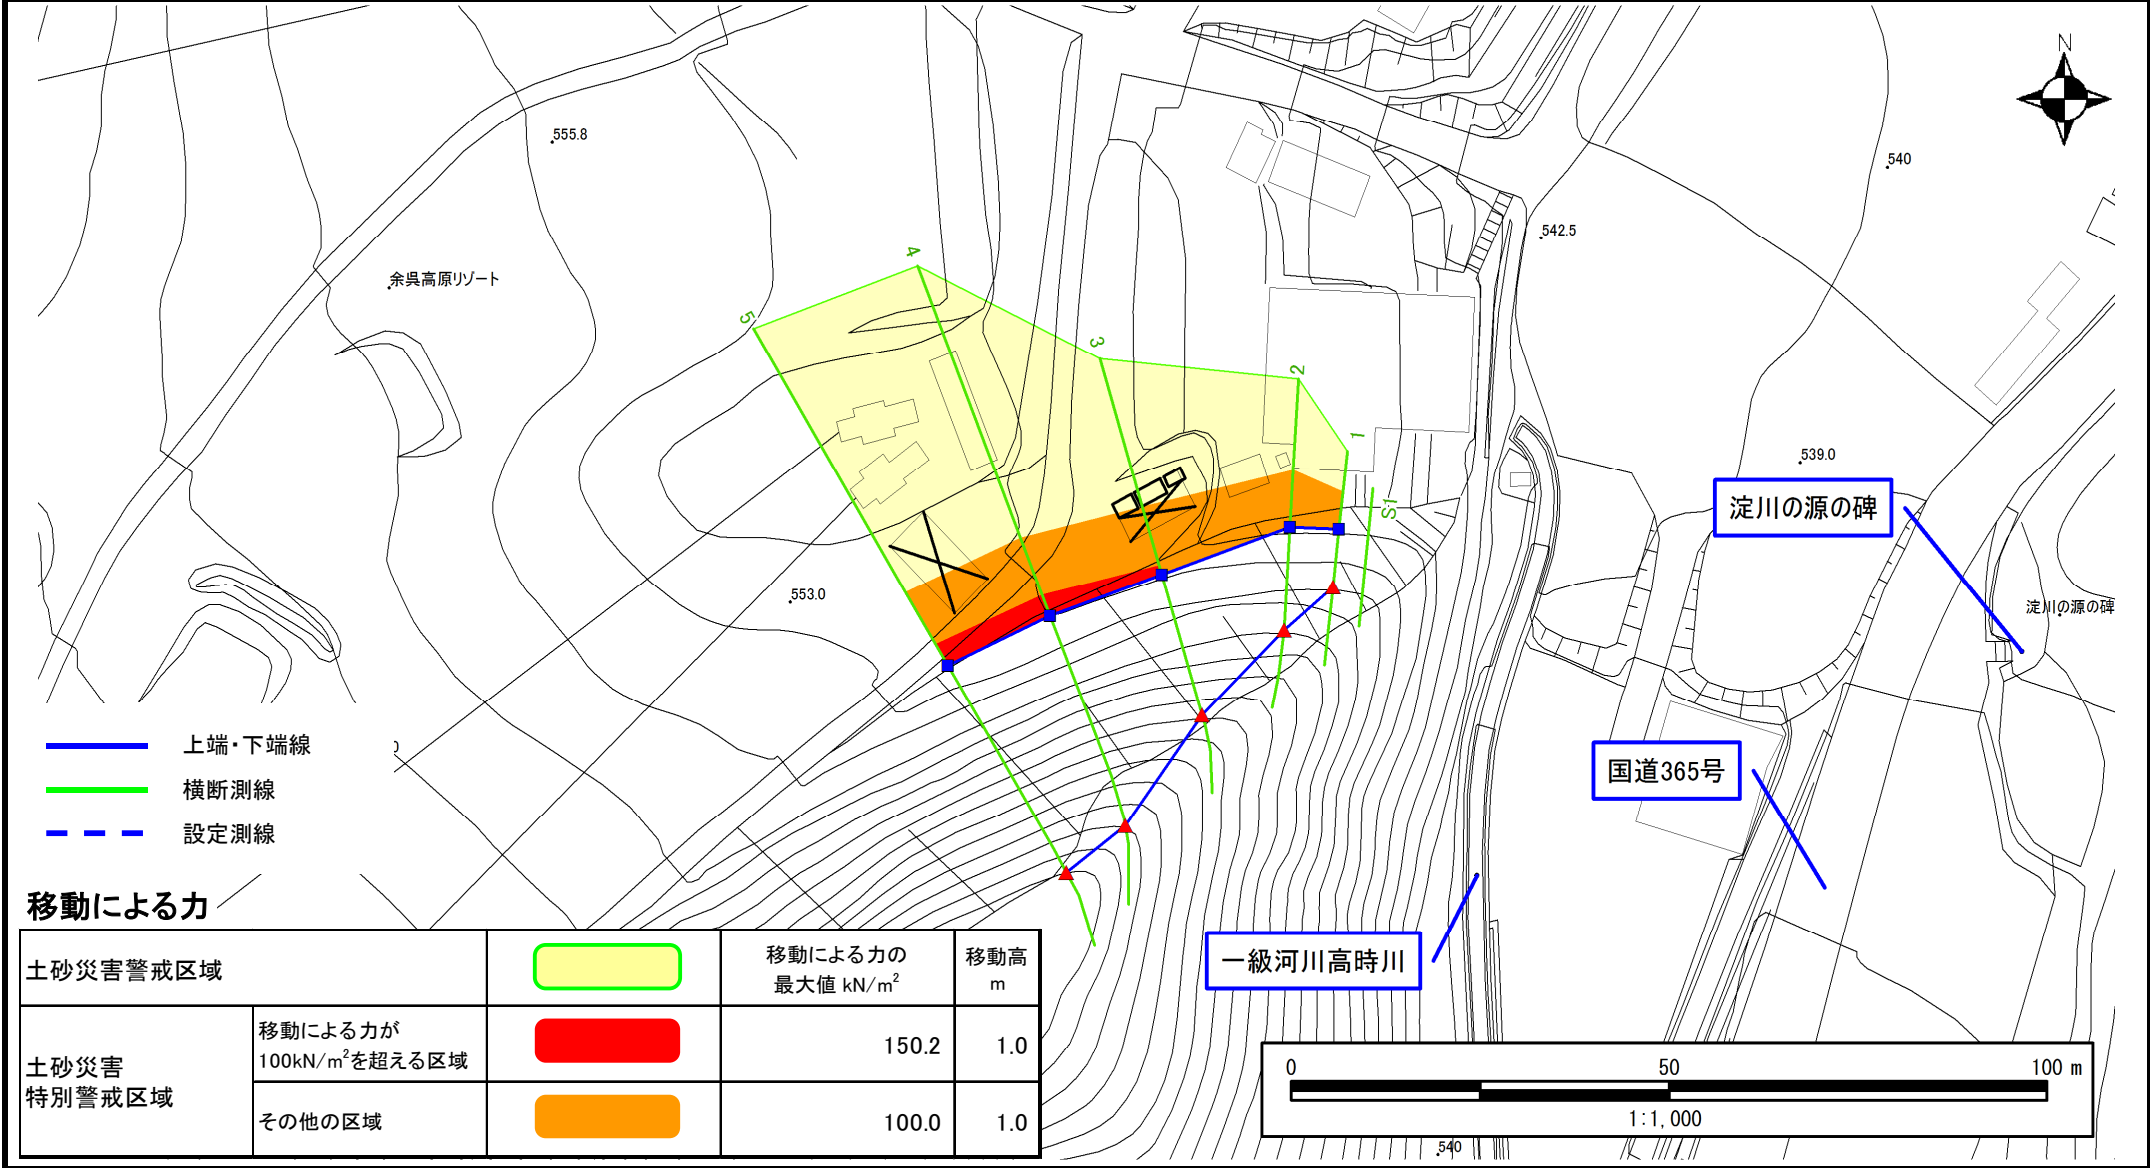 N
555.8
540
542.5
余呉高原リゾート
4
5
3
2
1
S1
539.0
淀川の源の碑
553.0
淀川の源の碑
上端・下端線
横断測線
設定測線
国道365号
移動による力
一級河川高時川
土砂災害警戒区域
移動による力の
最大値 kN/m²
移動高
m
土砂災害
特別警戒区域
移動による力が
100kN/m²を超える区域
150.2
1.0
その他の区域
100.0
1.0
0 50 100 m
1:1,000
540